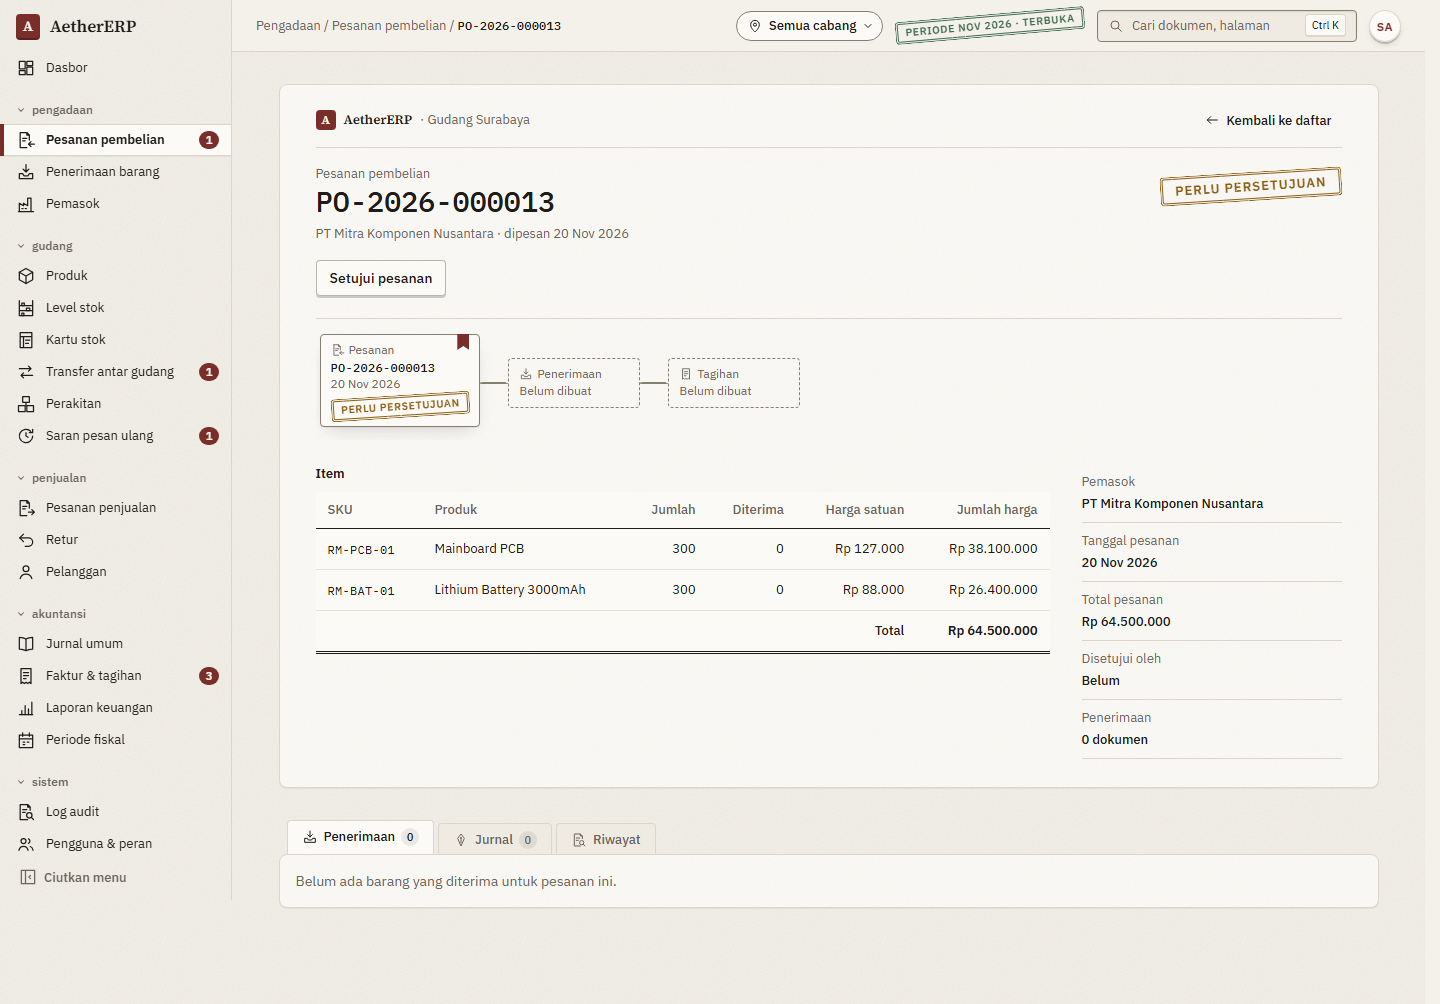 A AetherERP
Pengadaan / Pesanan pembelian / PO-2026-000013
Semua cabang
PERIODE NOV 2026 · TERBUKA
Cari dokumen, halaman
Ctrl K
SA
Dasbor
pengadaan
Pesanan pembelian 1
Penerimaan barang
Pemasok
gudang
Produk
Level stok
Kartu stok
Transfer antar gudang 1
Perakitan
Saran pesan ulang 1
penjualan
Pesanan penjualan
Retur
Pelanggan
akuntansi
Jurnal umum
Faktur & tagihan 3
Laporan keuangan
Periode fiskal
sistem
Log audit
Pengguna & peran
Ciutkan menu
A AetherERP · Gudang Surabaya
Kembali ke daftar
Pesanan pembelian
PO-2026-000013
PT Mitra Komponen Nusantara · dipesan 20 Nov 2026
PERLU PERSETUJUAN
Setujui pesanan
Pesanan
PO-2026-000013
20 Nov 2026
PERLU PERSETUJUAN
Penerimaan
Belum dibuat
Tagihan
Belum dibuat
Item
SKU Produk Jumlah Diterima Harga satuan Jumlah harga
RM-PCB-01 Mainboard PCB 300 0 Rp 127.000 Rp 38.100.000
RM-BAT-01 Lithium Battery 3000mAh 300 0 Rp 88.000 Rp 26.400.000
Total Rp 64.500.000
Pemasok
PT Mitra Komponen Nusantara
Tanggal pesanan
20 Nov 2026
Total pesanan
Rp 64.500.000
Disetujui oleh
Belum
Penerimaan
0 dokumen
Penerimaan 0
Jurnal 0
Riwayat
Belum ada barang yang diterima untuk pesanan ini.